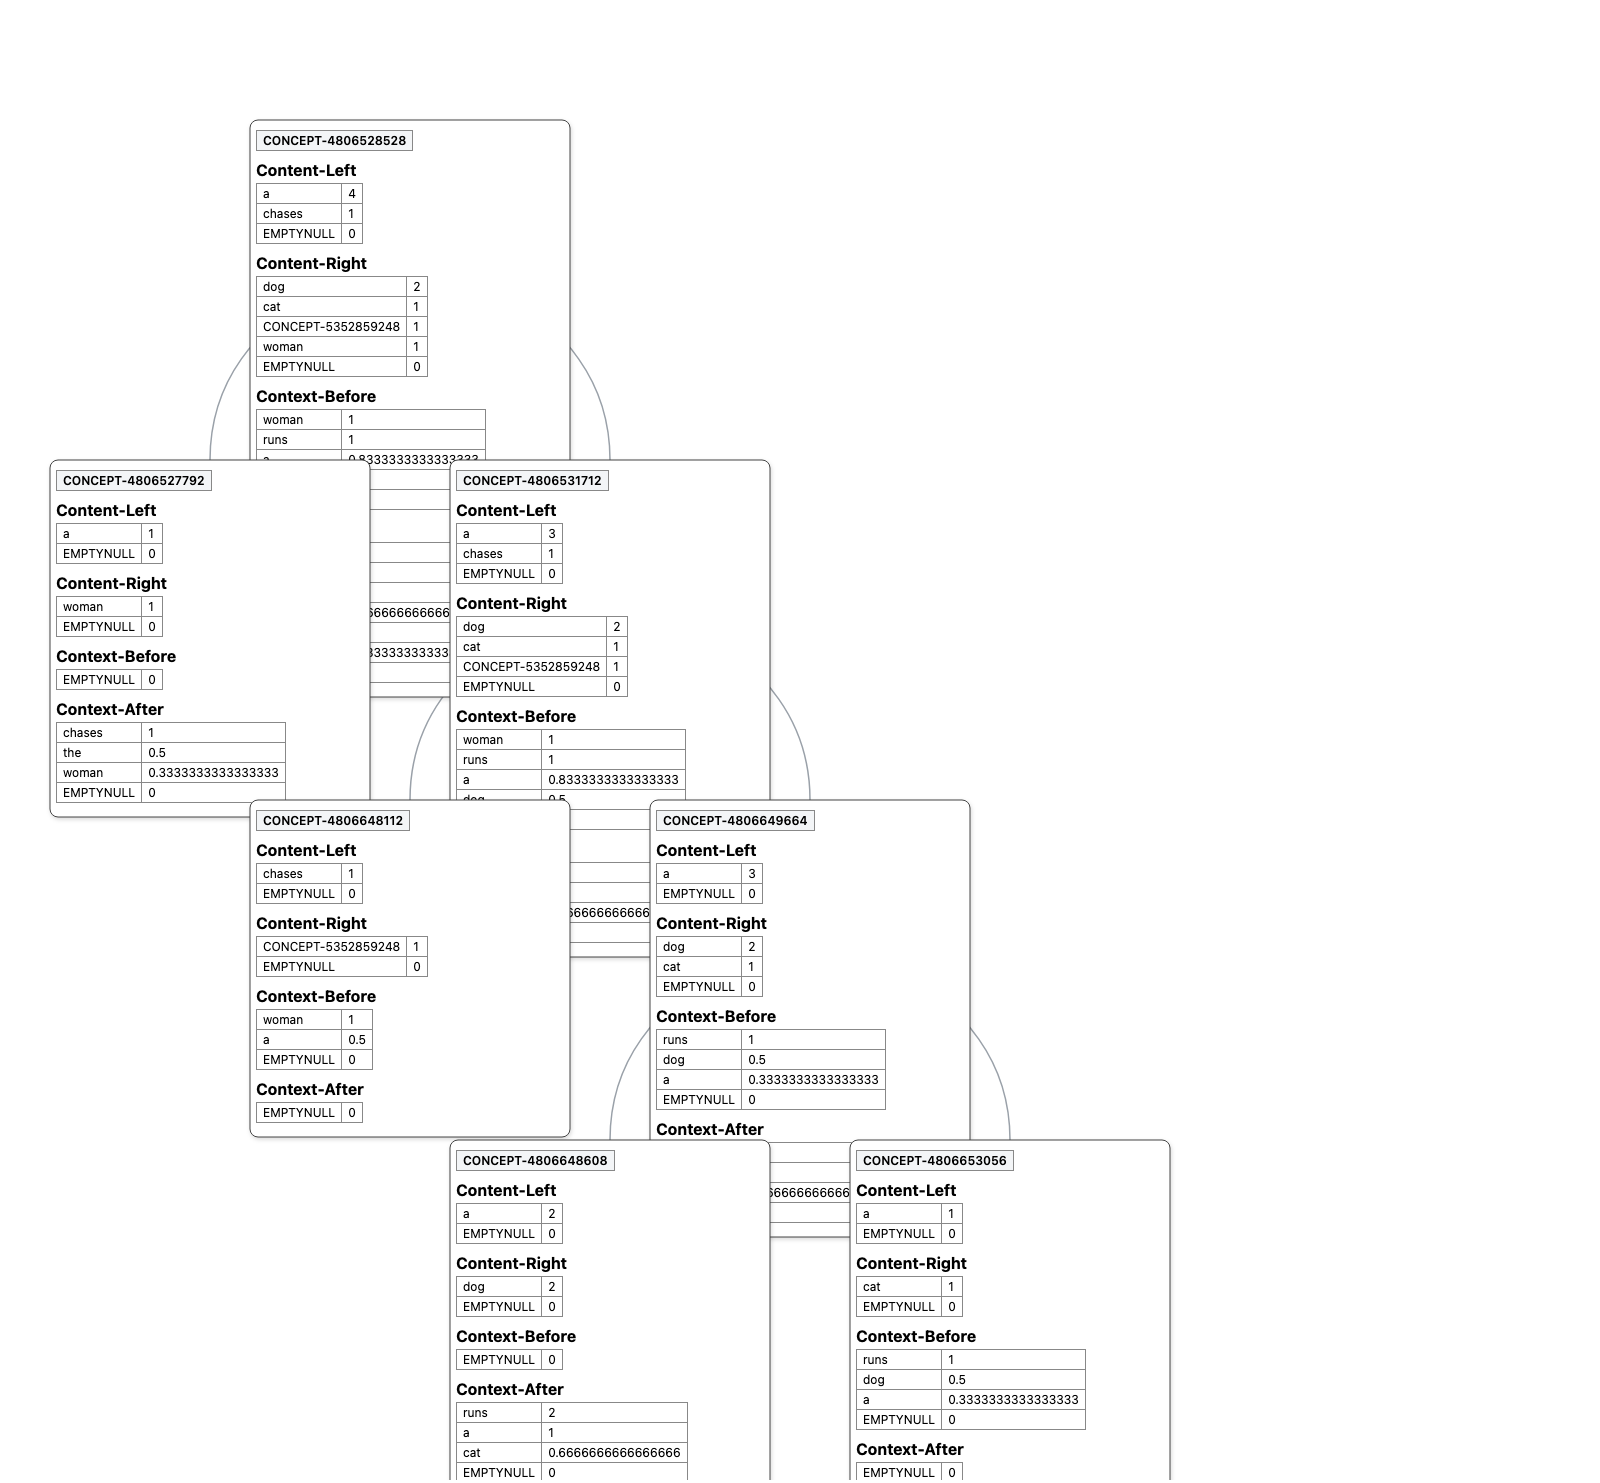 CONCEPT-4806528528
Content-Left
a 4
chases 1
EMPTYNULL 0
Content-Right
dog 2
cat 1
CONCEPT-5352859248 1
woman 1
EMPTYNULL 0
Context-Before
woman 1
runs 1
a 0.8333333333333333
CONCEPT-4806527792
Content-Left
a 1
EMPTYNULL 0
Content-Right
woman 1
EMPTYNULL 0
Context-Before
EMPTYNULL 0
Context-After
chases 1
the 0.5
woman 0.3333333333333333
EMPTYNULL 0
CONCEPT-4806531712
Content-Left
a 3
chases 1
EMPTYNULL 0
Content-Right
dog 2
cat 1
CONCEPT-5352859248 1
EMPTYNULL 0
Context-Before
woman 1
runs 1
a 0.8333333333333333
dog 0.5
CONCEPT-4806648112
Content-Left
chases 1
EMPTYNULL 0
Content-Right
CONCEPT-5352859248 1
EMPTYNULL 0
Context-Before
woman 1
a 0.5
EMPTYNULL 0
Context-After
EMPTYNULL 0
CONCEPT-4806649664
Content-Left
a 3
EMPTYNULL 0
Content-Right
dog 2
cat 1
EMPTYNULL 0
Context-Before
runs 1
dog 0.5
a 0.3333333333333333
EMPTYNULL 0
Context-After
CONCEPT-4806648608
Content-Left
a 2
EMPTYNULL 0
Content-Right
dog 2
EMPTYNULL 0
Context-Before
EMPTYNULL 0
Context-After
runs 2
a 1
cat 0.6666666666666666
EMPTYNULL 0
CONCEPT-4806653056
Content-Left
a 1
EMPTYNULL 0
Content-Right
cat 1
EMPTYNULL 0
Context-Before
runs 1
dog 0.5
a 0.3333333333333333
EMPTYNULL 0
Context-After
EMPTYNULL 0